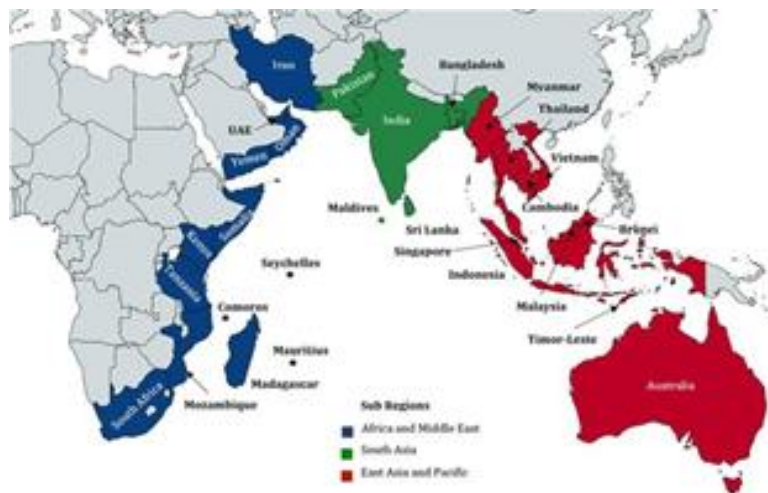 Iran
Bangladesh
Pakistan
Myanmar
Thailand
India
UAE
Oman
Yemen
Vietnam
Maldives
Cambodia
Somalia
Sri Lanka
Brunei
Kenya
Singapore
Seychelles
Indonesia
Tanzania
Malaysia
Comoros
Timor-Leste
Mauritius
Madagascar
Australia
South Africa
Mozambique
Sub Regions
Africa and Middle East
South Asia
East Asia and Pacific